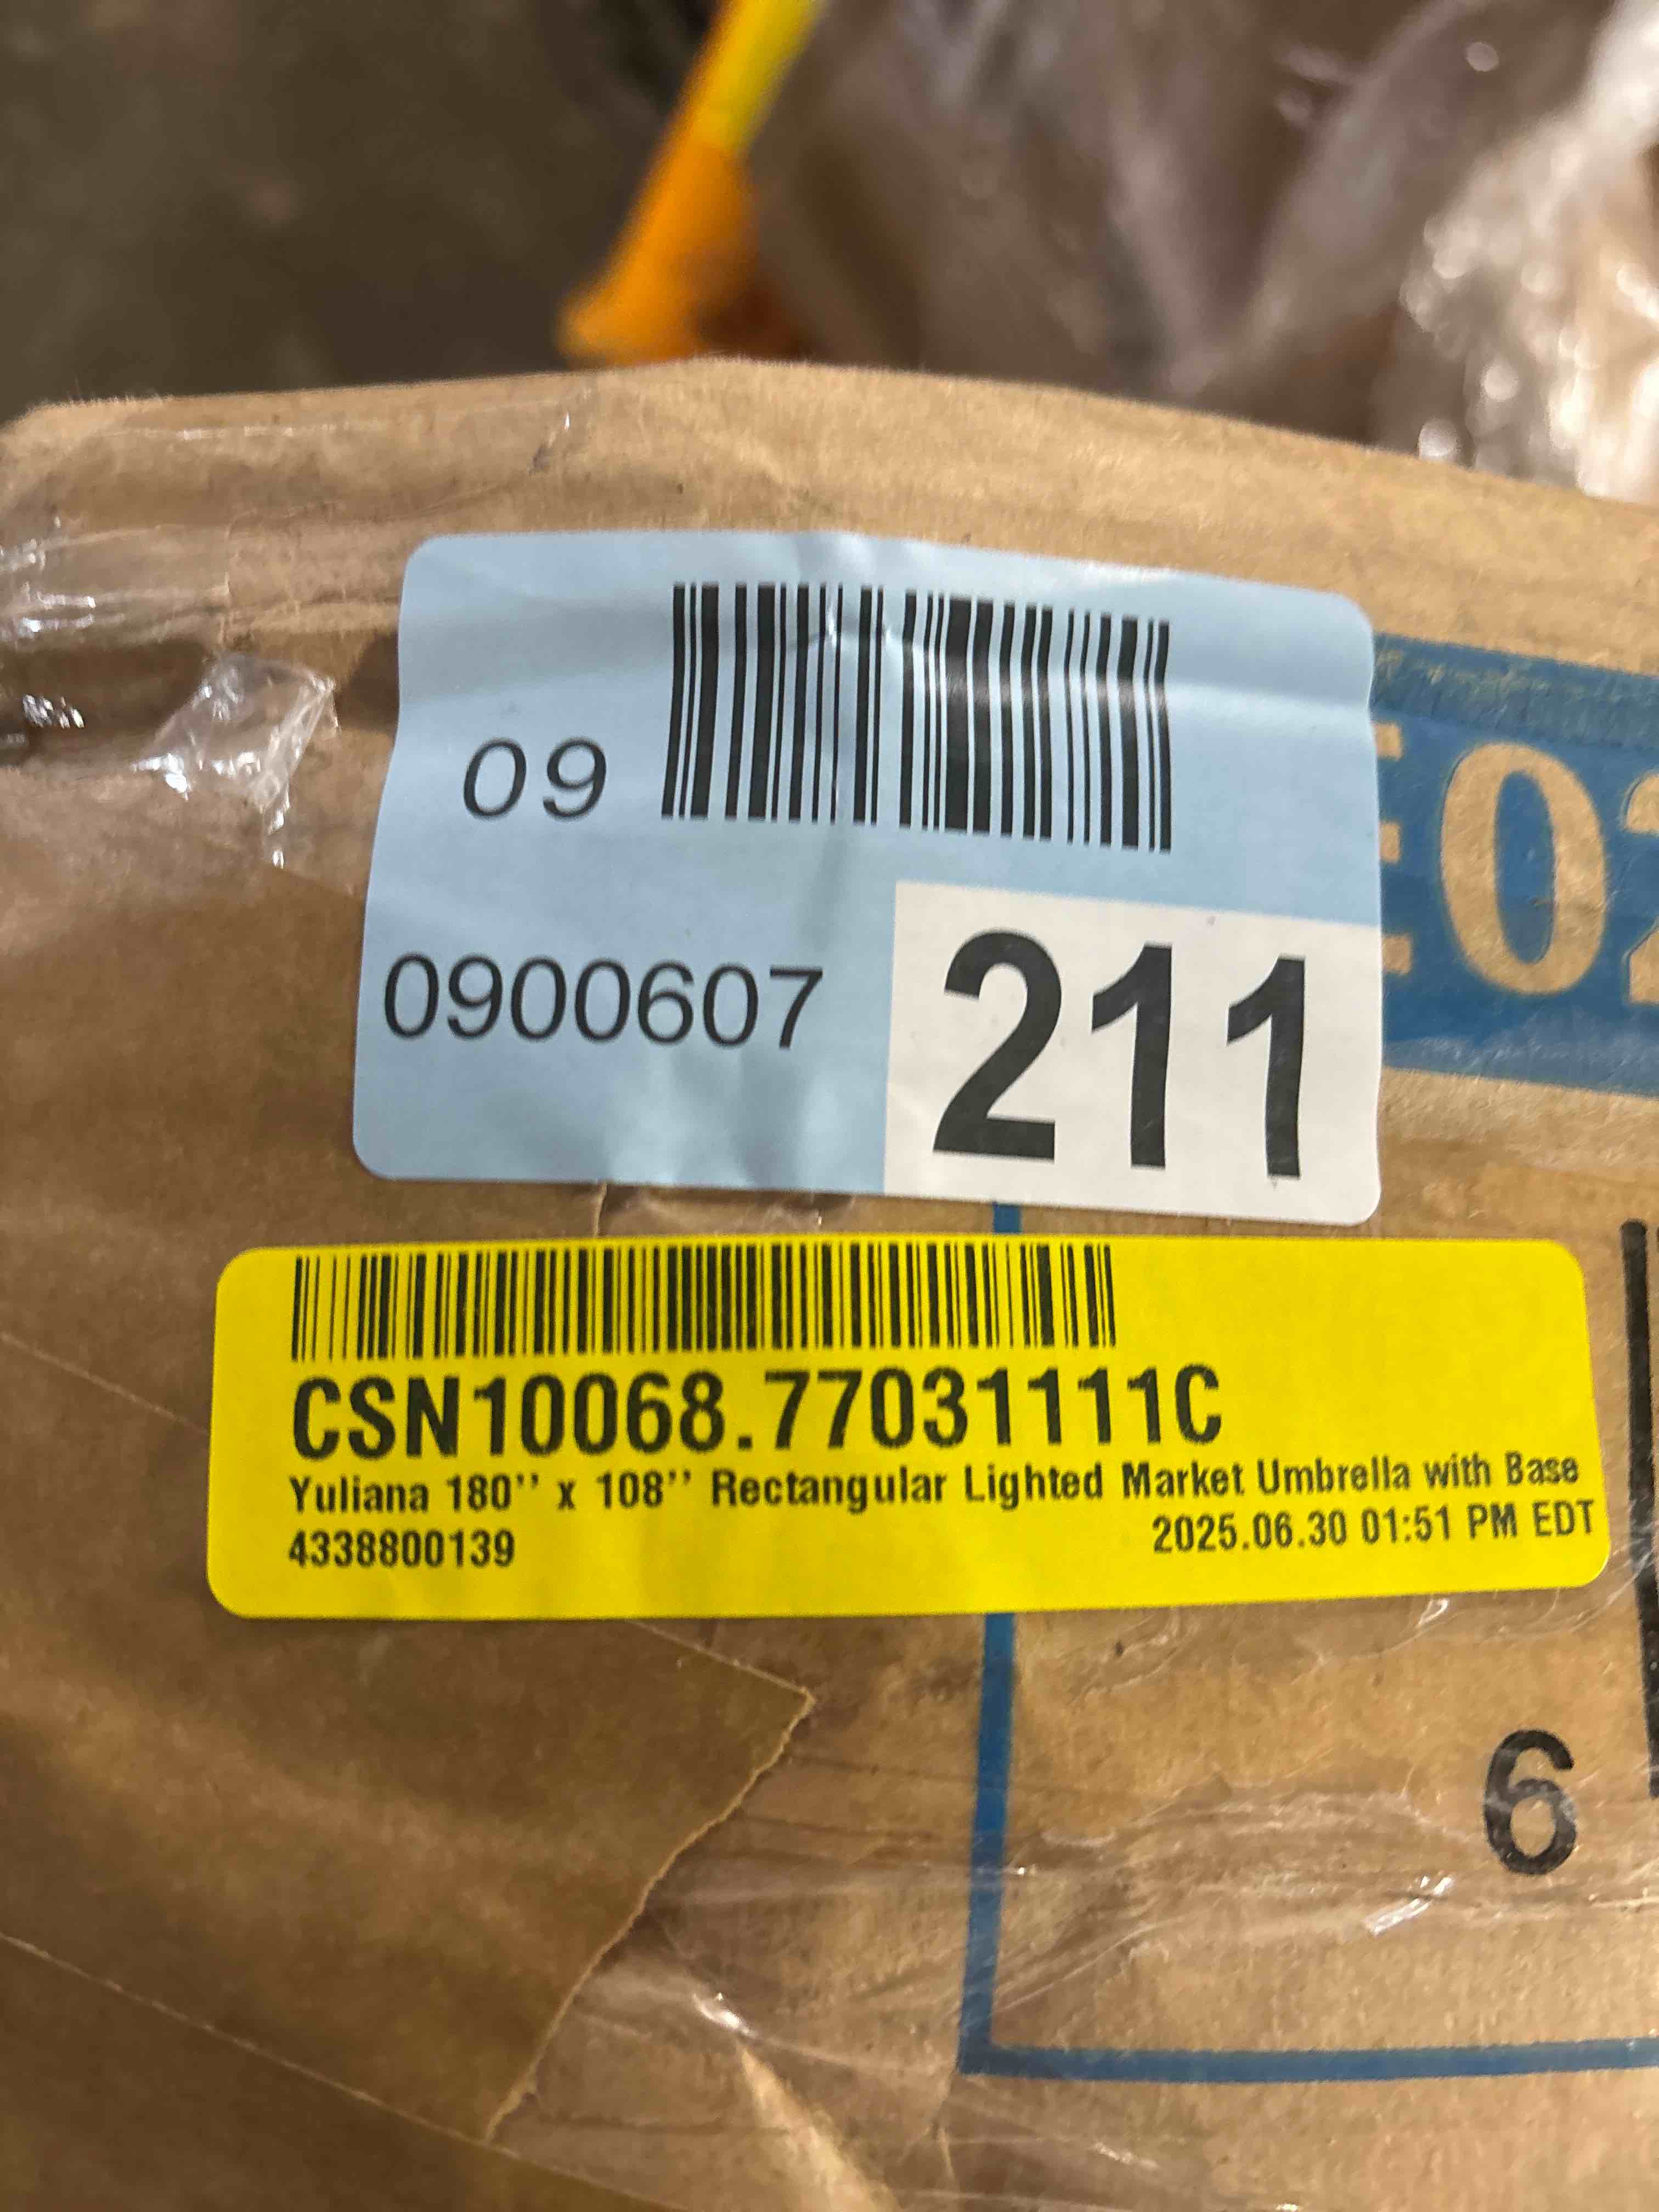 09
0900607 211
E0
CSN10068.77031111C
Yuliana 180'' x 108'' Rectangular Lighted Market Umbrella with Base
4338800139 2025.06.30 01:51 PM EDT
6